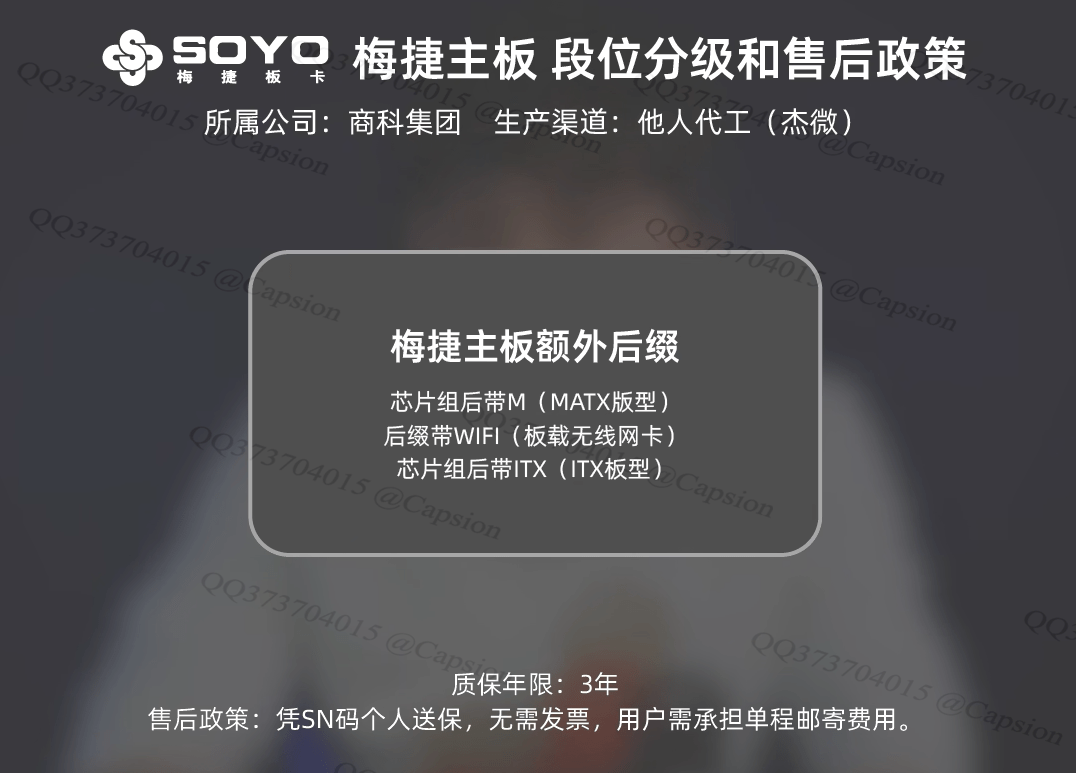 SOYO 梅捷主板 段位分级和售后政策
梅捷板卡
所属公司：商科集团 生产渠道：他人代工（杰微）
梅捷主板额外后缀
芯片组后带M（MATX版型）
后缀带WIFI（板载无线网卡）
芯片组后带ITX（ITX板型）
质保年限：3年
售后政策：凭SN码个人送保，无需发票，用户需承担单程邮寄费用。
QQ373704015 @Capsion
QQ373704015 @Capsion
QQ373704015 @Capsion
QQ373704015 @Capsion
QQ373704015 @Capsion
QQ373704015 @Capsion
QQ373704015 @Capsion